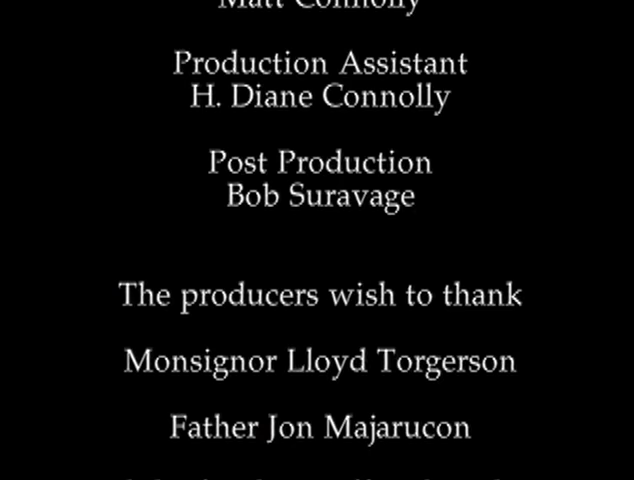 Matt Connolly
Production Assistant
H. Diane Connolly
Post Production
Bob Suravage
The producers wish to thank
Monsignor Lloyd Torgerson
Father Jon Majarucon